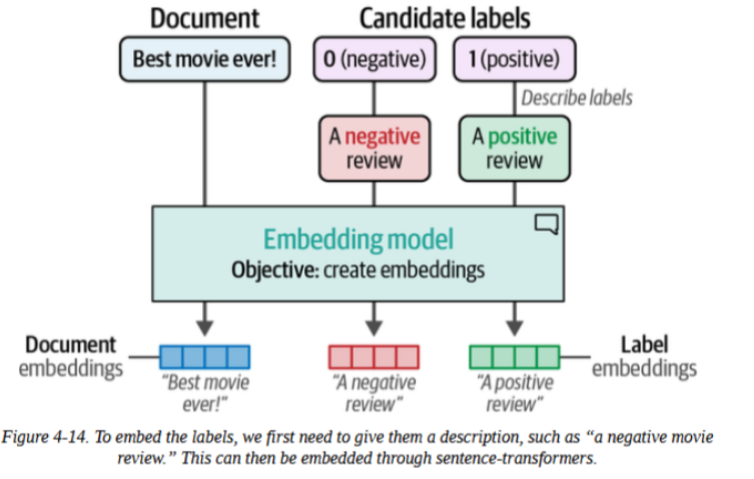 Document
Candidate labels
Best movie ever!
0 (negative)
1 (positive)
Describe labels
A negative
review
A positive
review
Embedding model
Objective: create embeddings
Document
embeddings
Label
embeddings
"Best movie
ever!"
"A negative
review"
"A positive
review"
Figure 4-14. To embed the labels, we first need to give them a description, such as “a negative movie
review.” This can then be embedded through sentence-transformers.